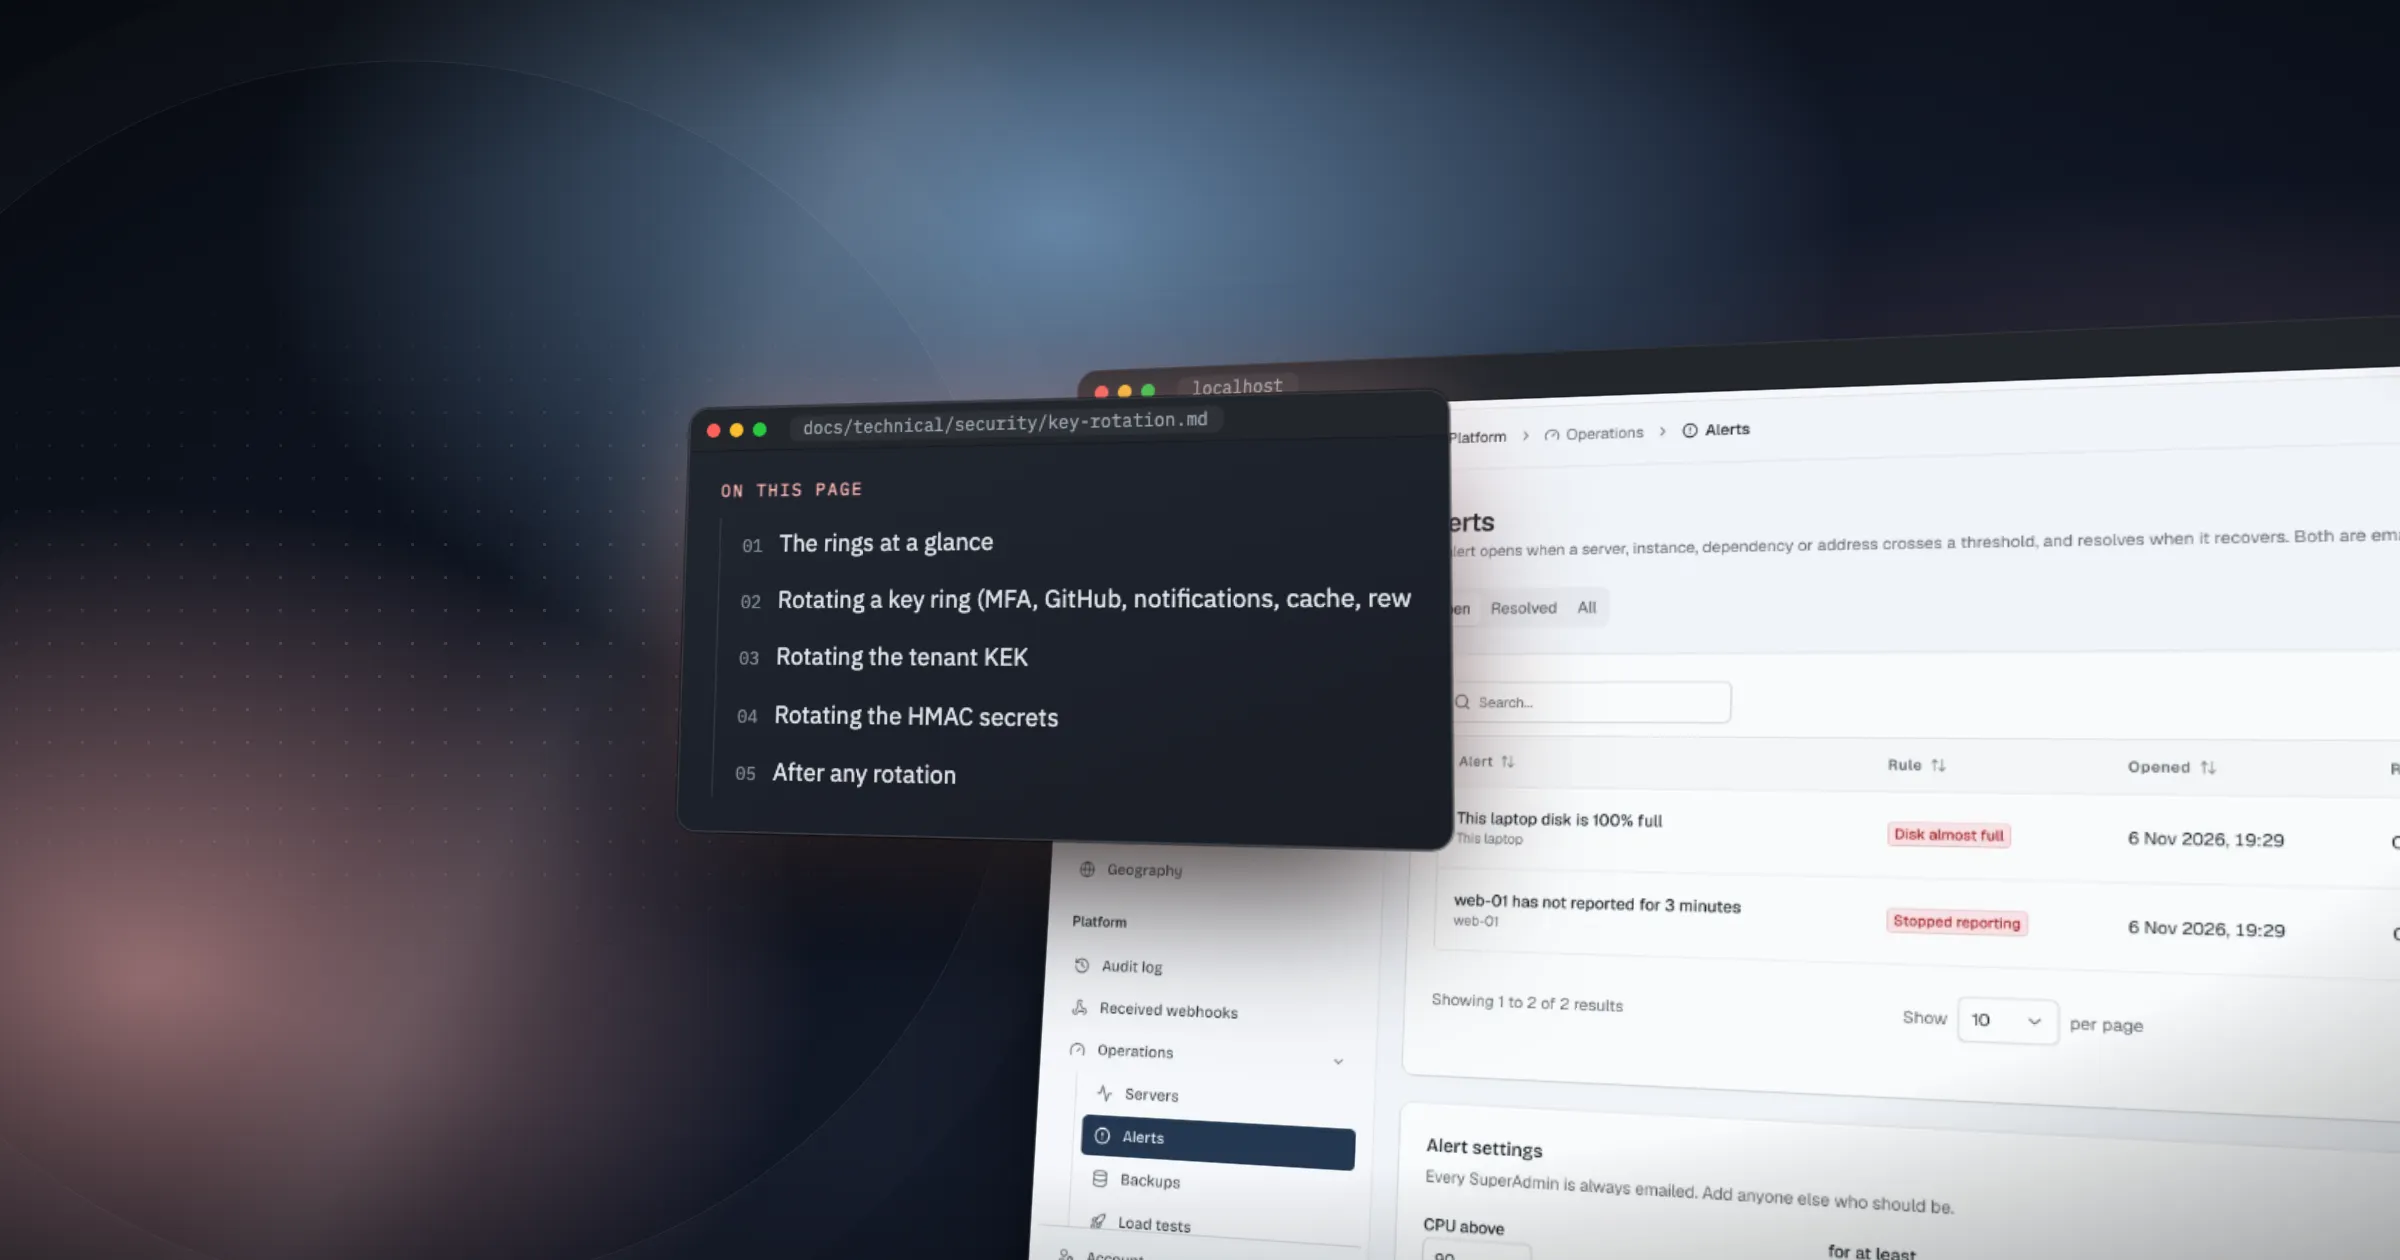 localhost
docs/technical/security/key-rotation.md
ON THIS PAGE
01 The rings at a glance
02 Rotating a key ring (MFA, GitHub, notifications, cache, rew
03 Rotating the tenant KEK
04 Rotating the HMAC secrets
05 After any rotation
Platform > Operations > Alerts
erts
lert opens when a server, instance, dependency or address crosses a threshold, and resolves when it recovers. Both are em
en Resolved All
Search...
Alert Rule Opened
This laptop disk is 100% full Disk almost full 6 Nov 2026, 19:29
This laptop
web-01 has not reported for 3 minutes Stopped reporting 6 Nov 2026, 19:29
web-01
Showing 1 to 2 of 2 results Show 10 per page
Geography
Platform
Audit log
Received webhooks
Operations
Servers
Alerts
Backups
Load tests
Account
Alert settings
Every SuperAdmin is always emailed. Add anyone else who should be.
CPU above for at least
90